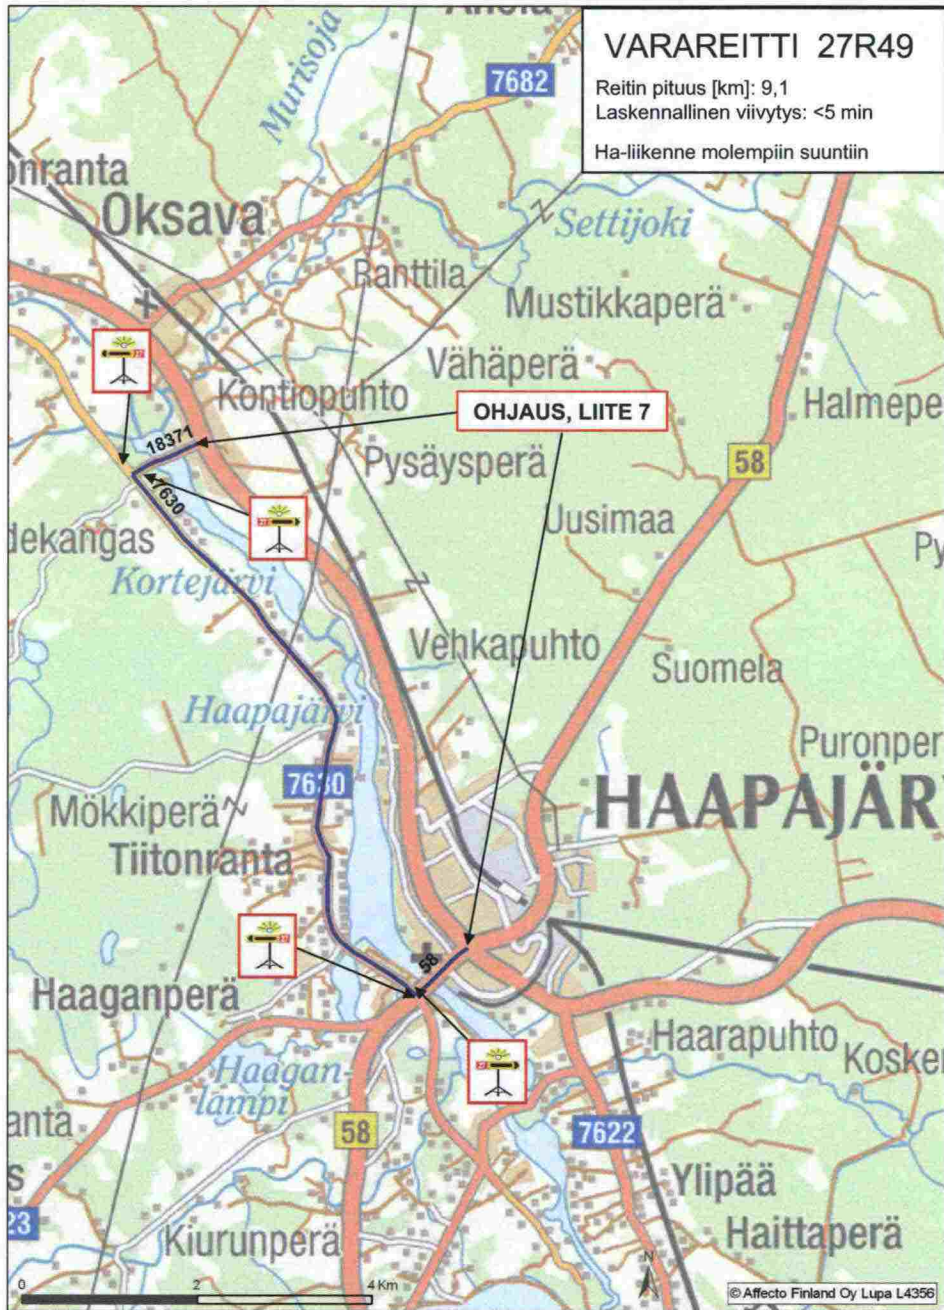 VARAREITTI 27R49
Reitin pituus [km]: 9,1
Laskennallinen viivytys: <5 min
Ha-liikenne molempiin suuntiin
7682
Murisoja
onranta
Oksava
Settijoki
Ranttila
Mustikkaperä
Vähäperä
Kontiopuhto
OHJAUS, LIITE 7
Halmepe
18371
58
Pysäysperä
7630
Uusimaa
dekangas
Py
Kortejärvi
Vehkapuhto
Suomela
Haapajärvi
Puronper
7630
HAAPAJÄR
Mökkiperä
Tiitonranta
58
Haaganperä
Haarapuhto
Kosken
Haagan-
lampi
anta
58
7622
s
Ylipää
23
Kiurunperä
Haittaperä
N
0 2 4 Km
© Affecto Finland Oy Lupa L4356